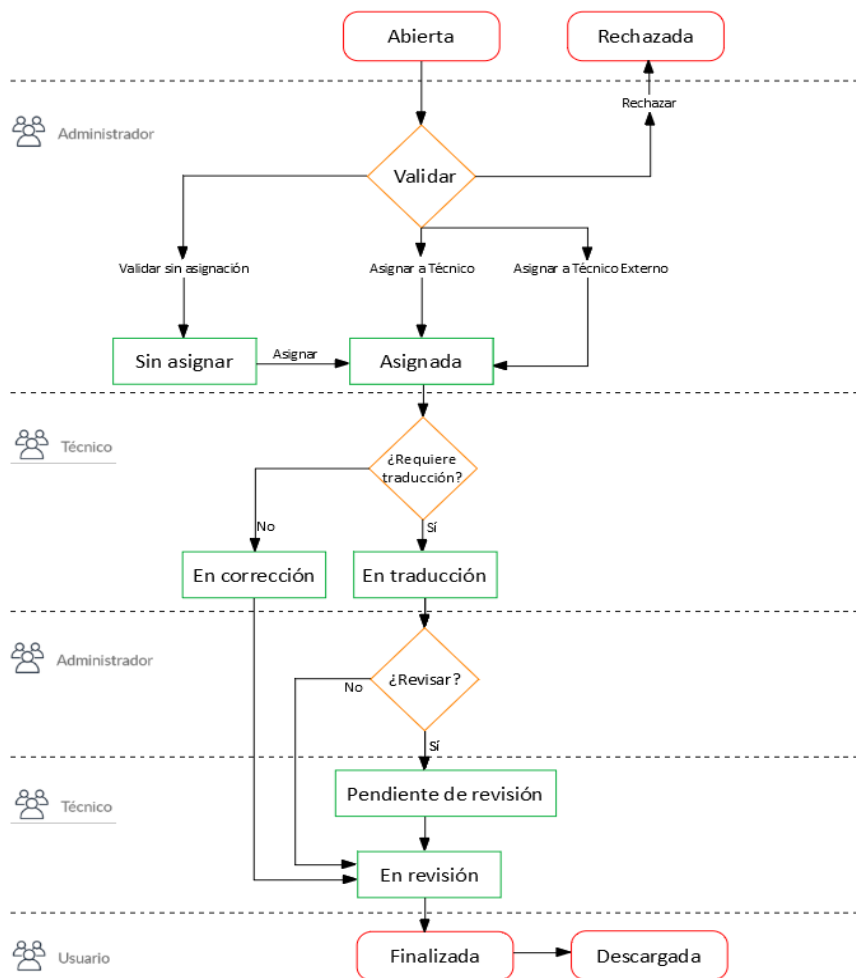 Abierta
Rechazada
Rechazar
Administrador
Validar
Validar sin asignación
Asignar a Técnico
Asignar a Técnico Externo
Sin asignar
Asignar
Asignada
Técnico
¿Requiere
traducción?
No
Sí
En corrección
En traducción
Administrador
¿Revisar?
No
Sí
Técnico
Pendiente de revisión
En revisión
Usuario
Finalizada
Descargada